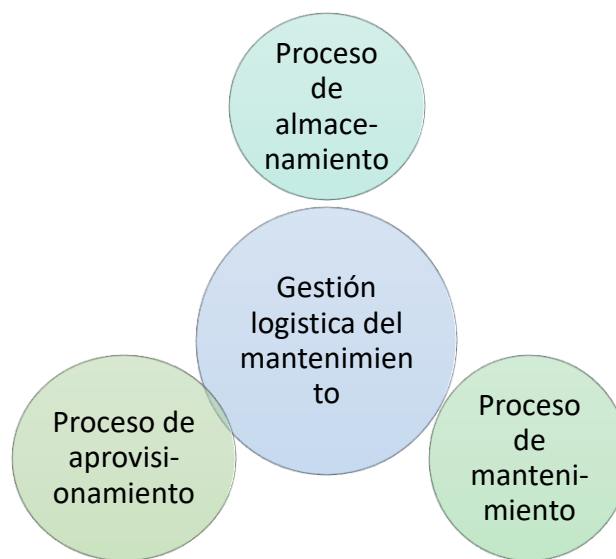 Proceso
de
almace-
namiento
Gestión
logistica del
mantenimien
to
Proceso de
aprovisi-
onamiento
Proceso
de
manteni-
miento